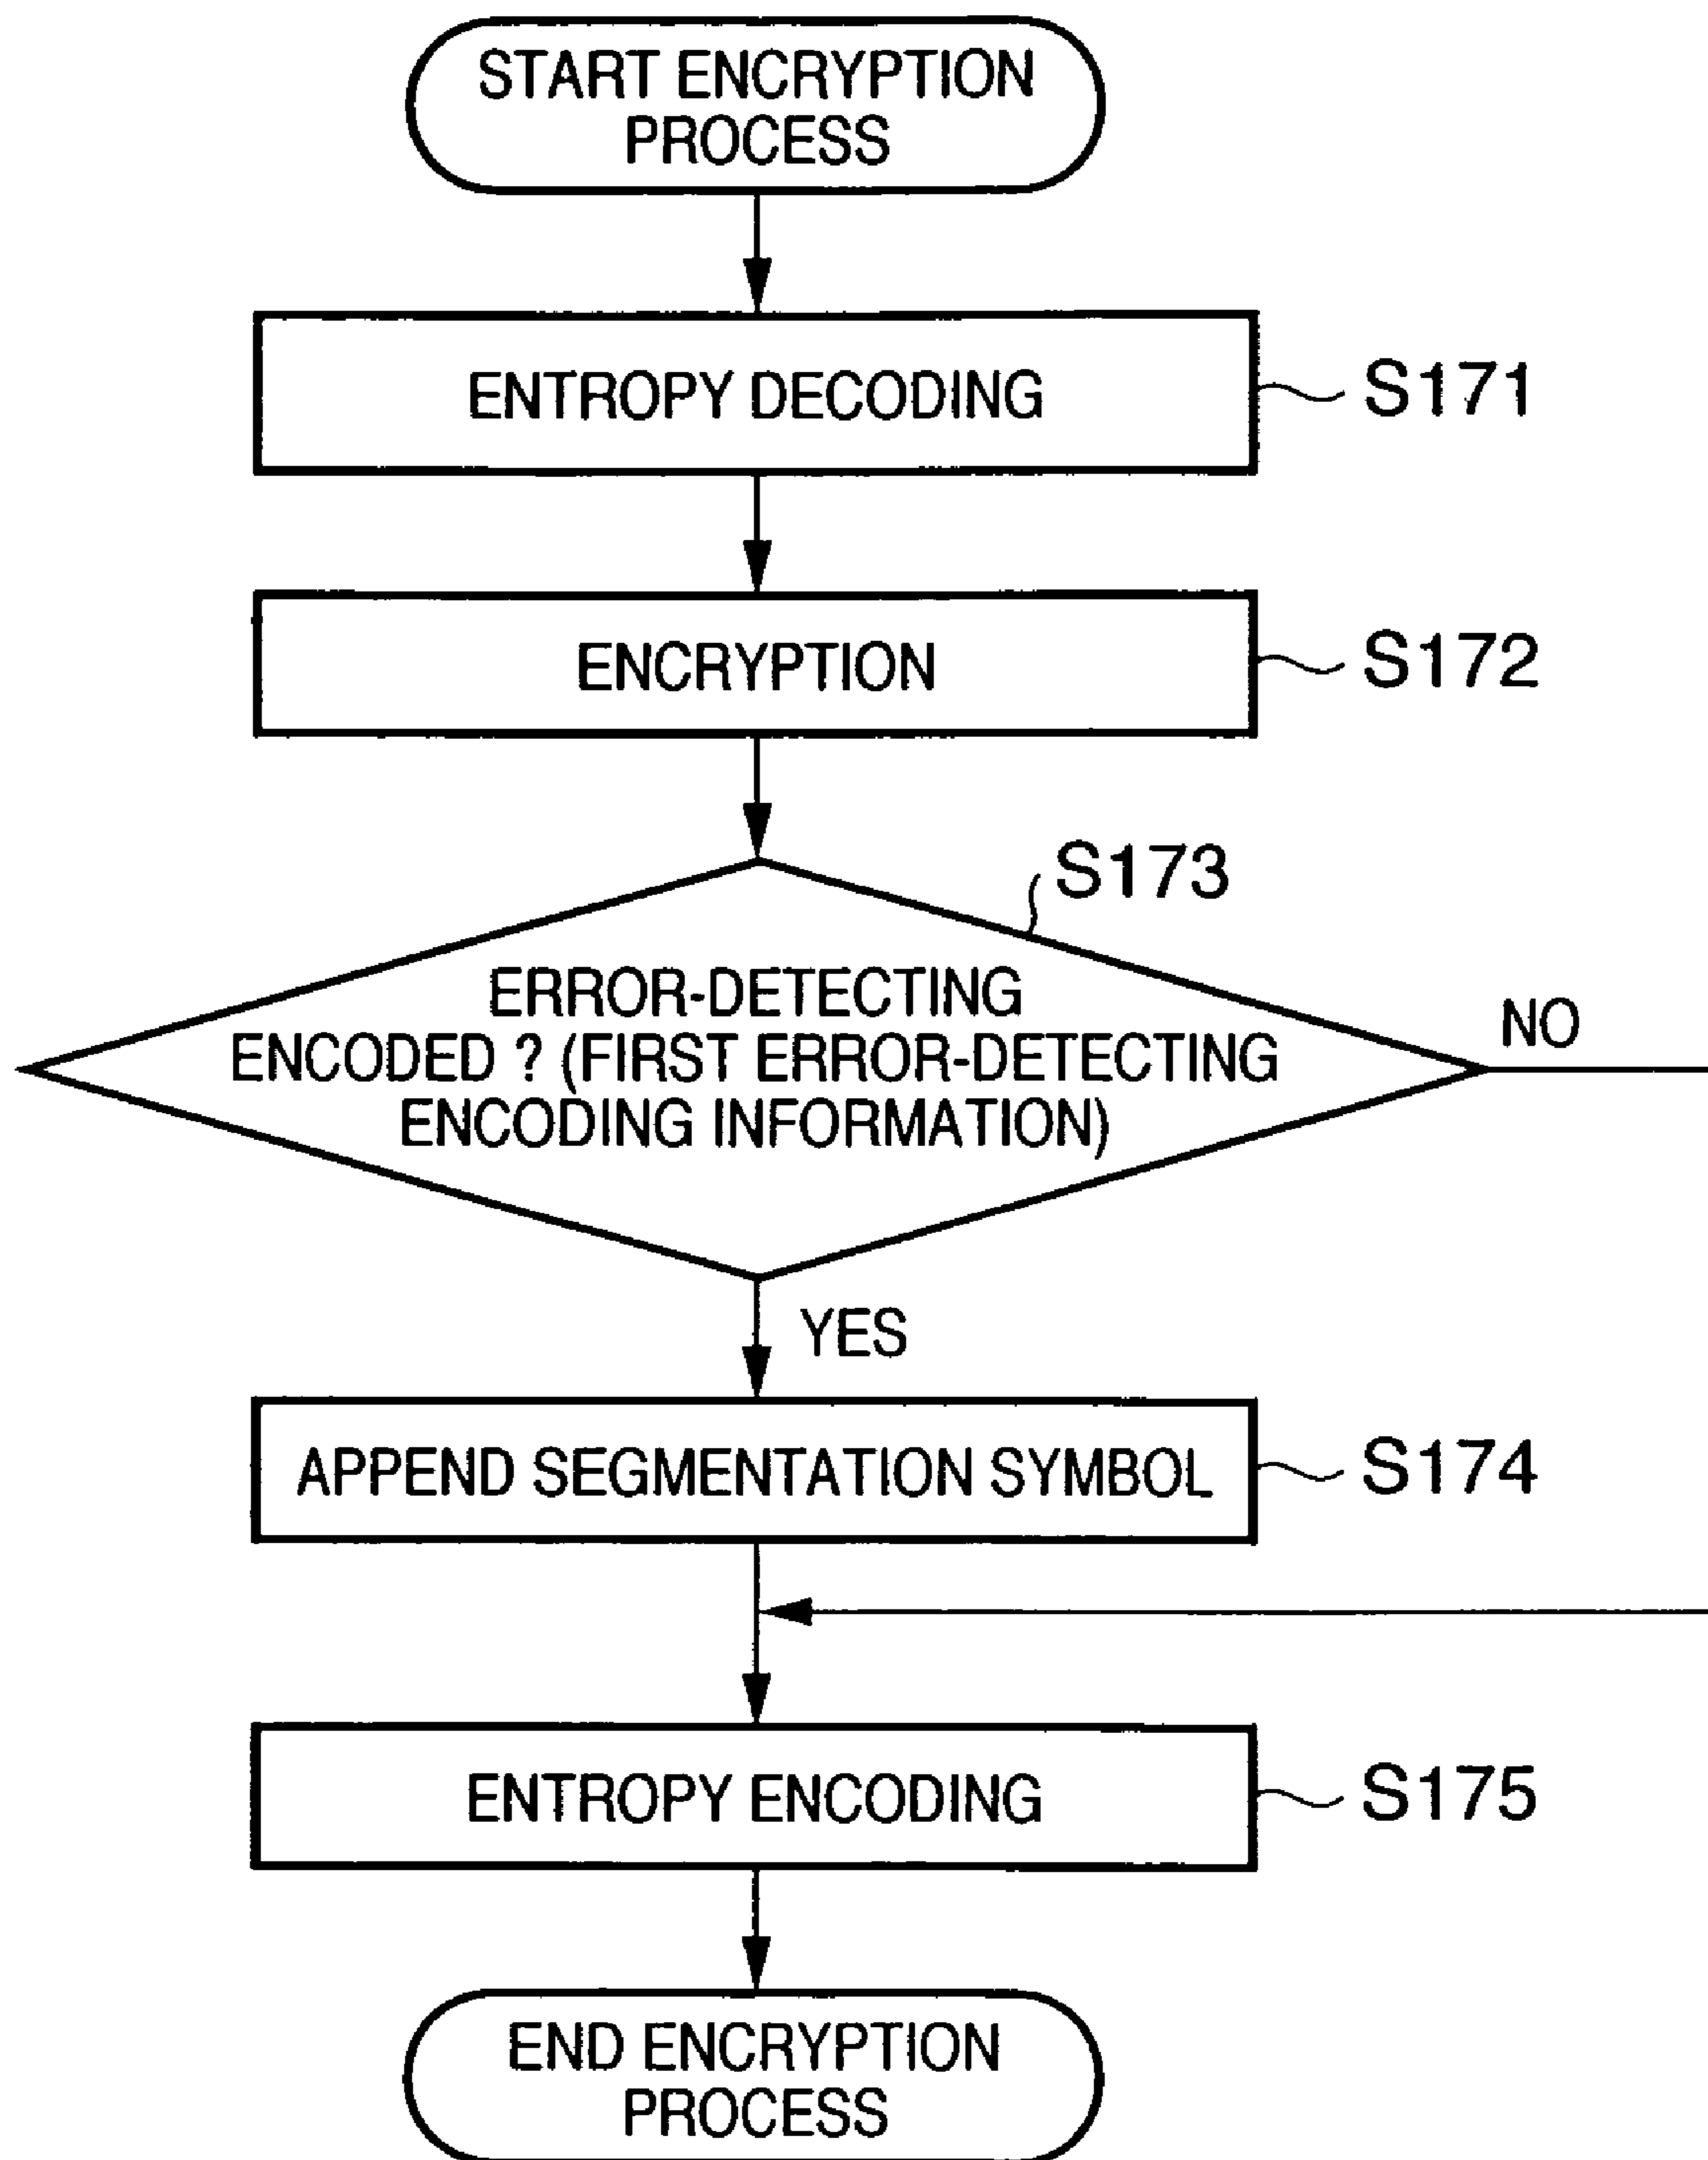 START ENCRYPTION
PROCESS
ENTROPY DECODING
S171
ENCRYPTION
S172
S173
ERROR-DETECTING
ENCODED ? (FIRST ERROR-DETECTING
ENCODING INFORMATION)
NO
YES
APPEND SEGMENTATION SYMBOL
S174
ENTROPY ENCODING
S175
END ENCRYPTION
PROCESS